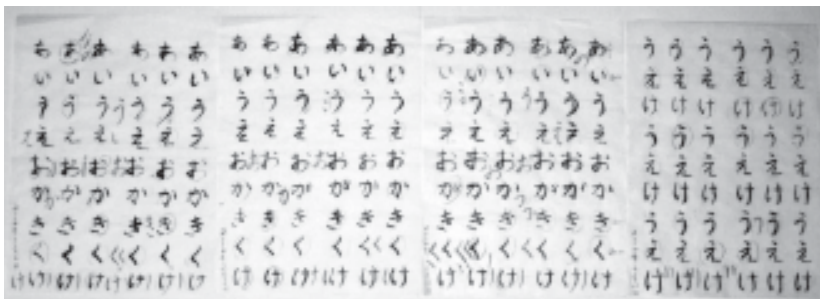 あ あ あ あ あ あ あ あ あ あ あ あ あ あ あ あ あ あ う う う う う う
い い い い い い い い い い い い い い い い い い え え え え え え
う う う う う う う う う う う う う う う う う う け け け け け け
え え え え え え え え え え え え え え え え え え う う う う う う
お お お お お お お お お お お お お お お お お お え え え え え え
か か か か か か か か か か か か か か か か か か け け け け け け
き き き き き き き き き き き き き き き き き き う う う う う う
く く く く く く く く く く く く く く く く く く え え え え え え
け け け け け け け け け け け け け け け け け け け け け け け け